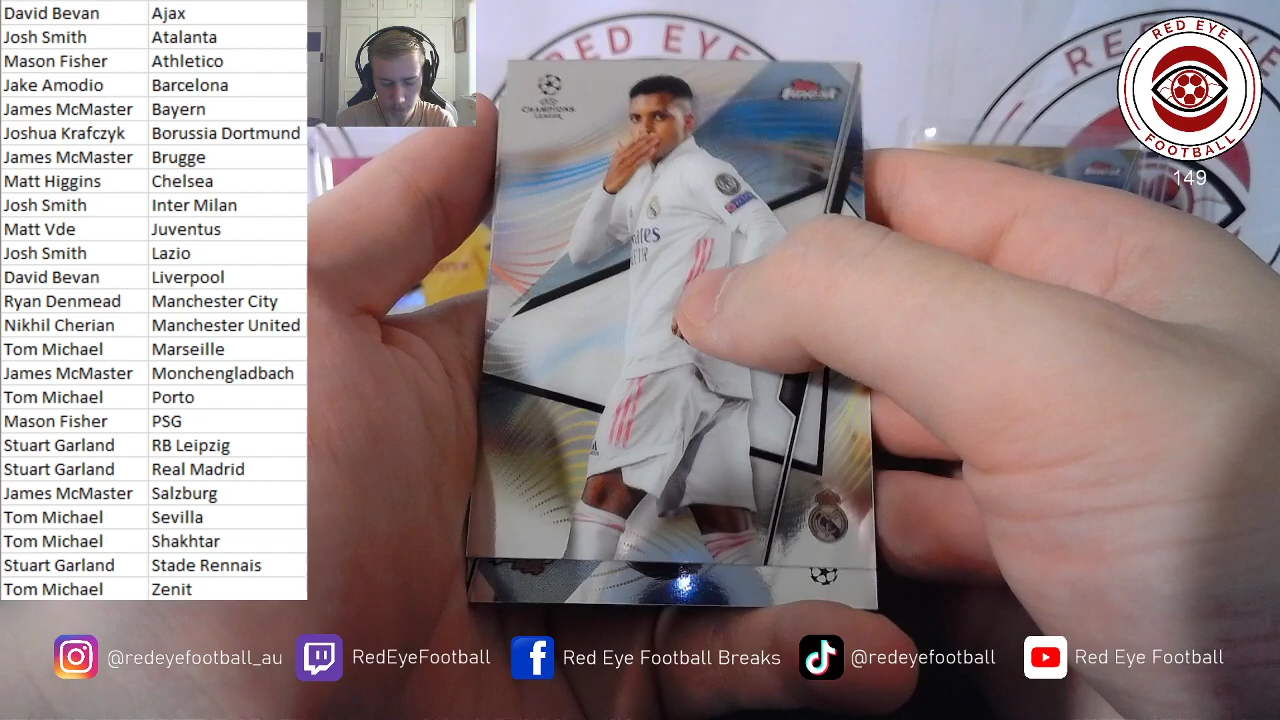 David Bevan Ajax
Josh Smith Atalanta
Mason Fisher Athletico
Jake Amodio Barcelona
James McMaster Bayern
Joshua Krafczyk Borussia Dortmund
James McMaster Brugge
Matt Higgins Chelsea
Josh Smith Inter Milan
Matt Vde Juventus
Josh Smith Lazio
David Bevan Liverpool
Ryan Denmead Manchester City
Nikhil Cherian Manchester United
Tom Michael Marseille
James McMaster Monchengladbach
Tom Michael Porto
Mason Fisher PSG
Stuart Garland RB Leipzig
Stuart Garland Real Madrid
James McMaster Salzburg
Tom Michael Sevilla
Tom Michael Shakhtar
Stuart Garland Stade Rennais
Tom Michael Zenit
RED EYE
RED EYE
RED EYE
FOOTBALL
149
CHAMPIONS
LEAGUE
Finest
@redeyefootball_au
RedEyeFootball
Red Eye Football Breaks
@redeyefootball
Red Eye Football